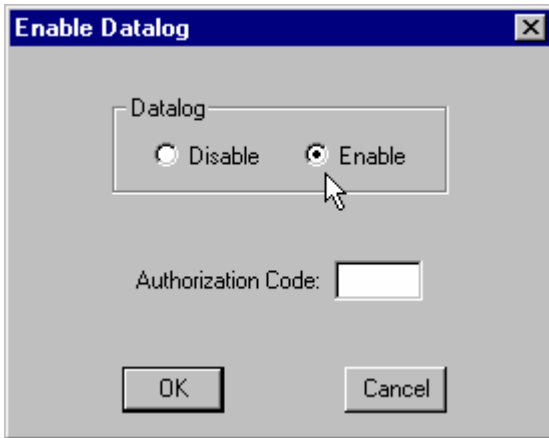 Enable Datalog
Datalog
Disable Enable
Authorization Code:
OK Cancel